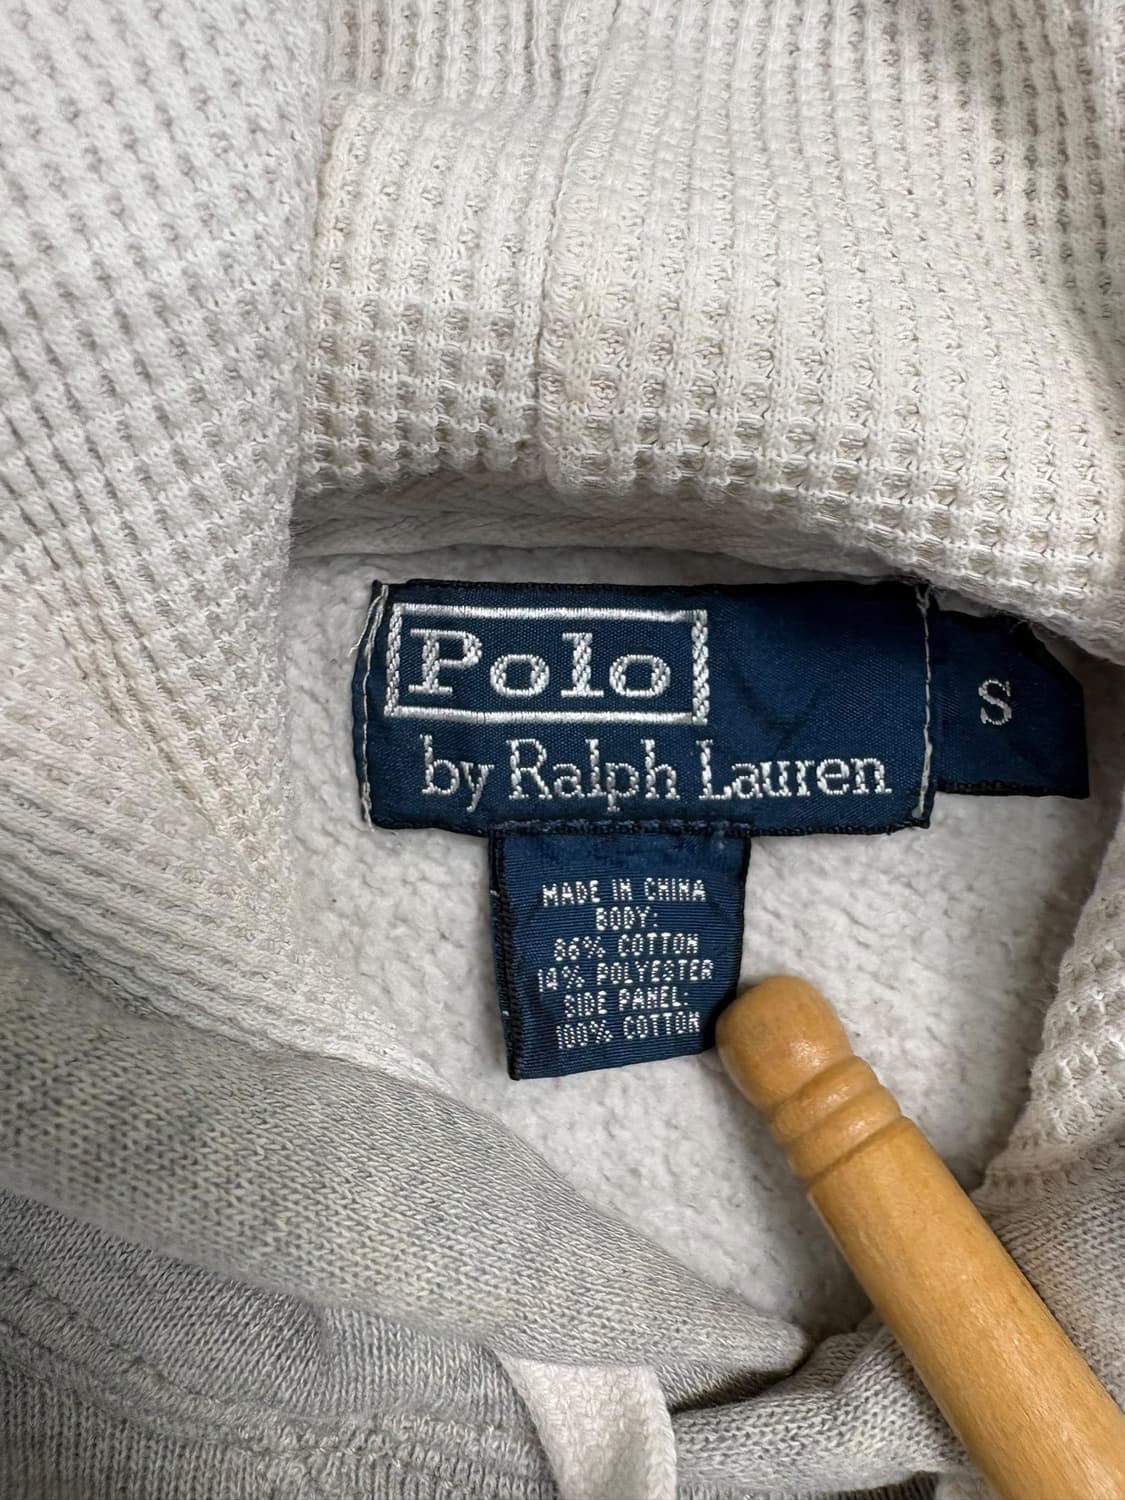 Polo
by Ralph Lauren
S
MADE IN CHINA
BODY:
86% COTTON
14% POLYESTER
SIDE PANEL:
100% COTTON